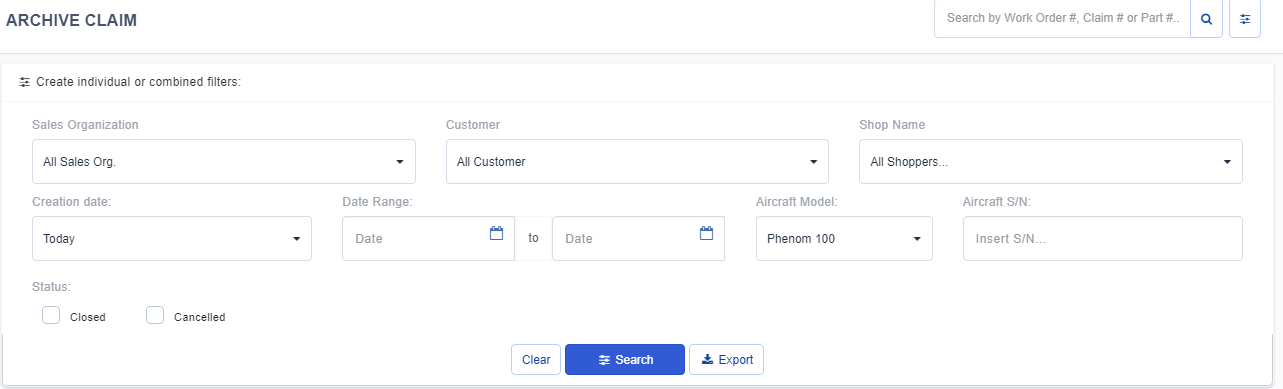 ARCHIVE CLAIM
Search by Work Order #, Claim # or Part #..
Create individual or combined filters:
Sales Organization Customer Shop Name
All Sales Org. All Customer All Shoppers...
Creation date: Date Range: Aircraft Model: Aircraft S/N:
Today Date to Date Phenom 100 Insert S/N...
Status:
Closed Cancelled
Clear Search Export